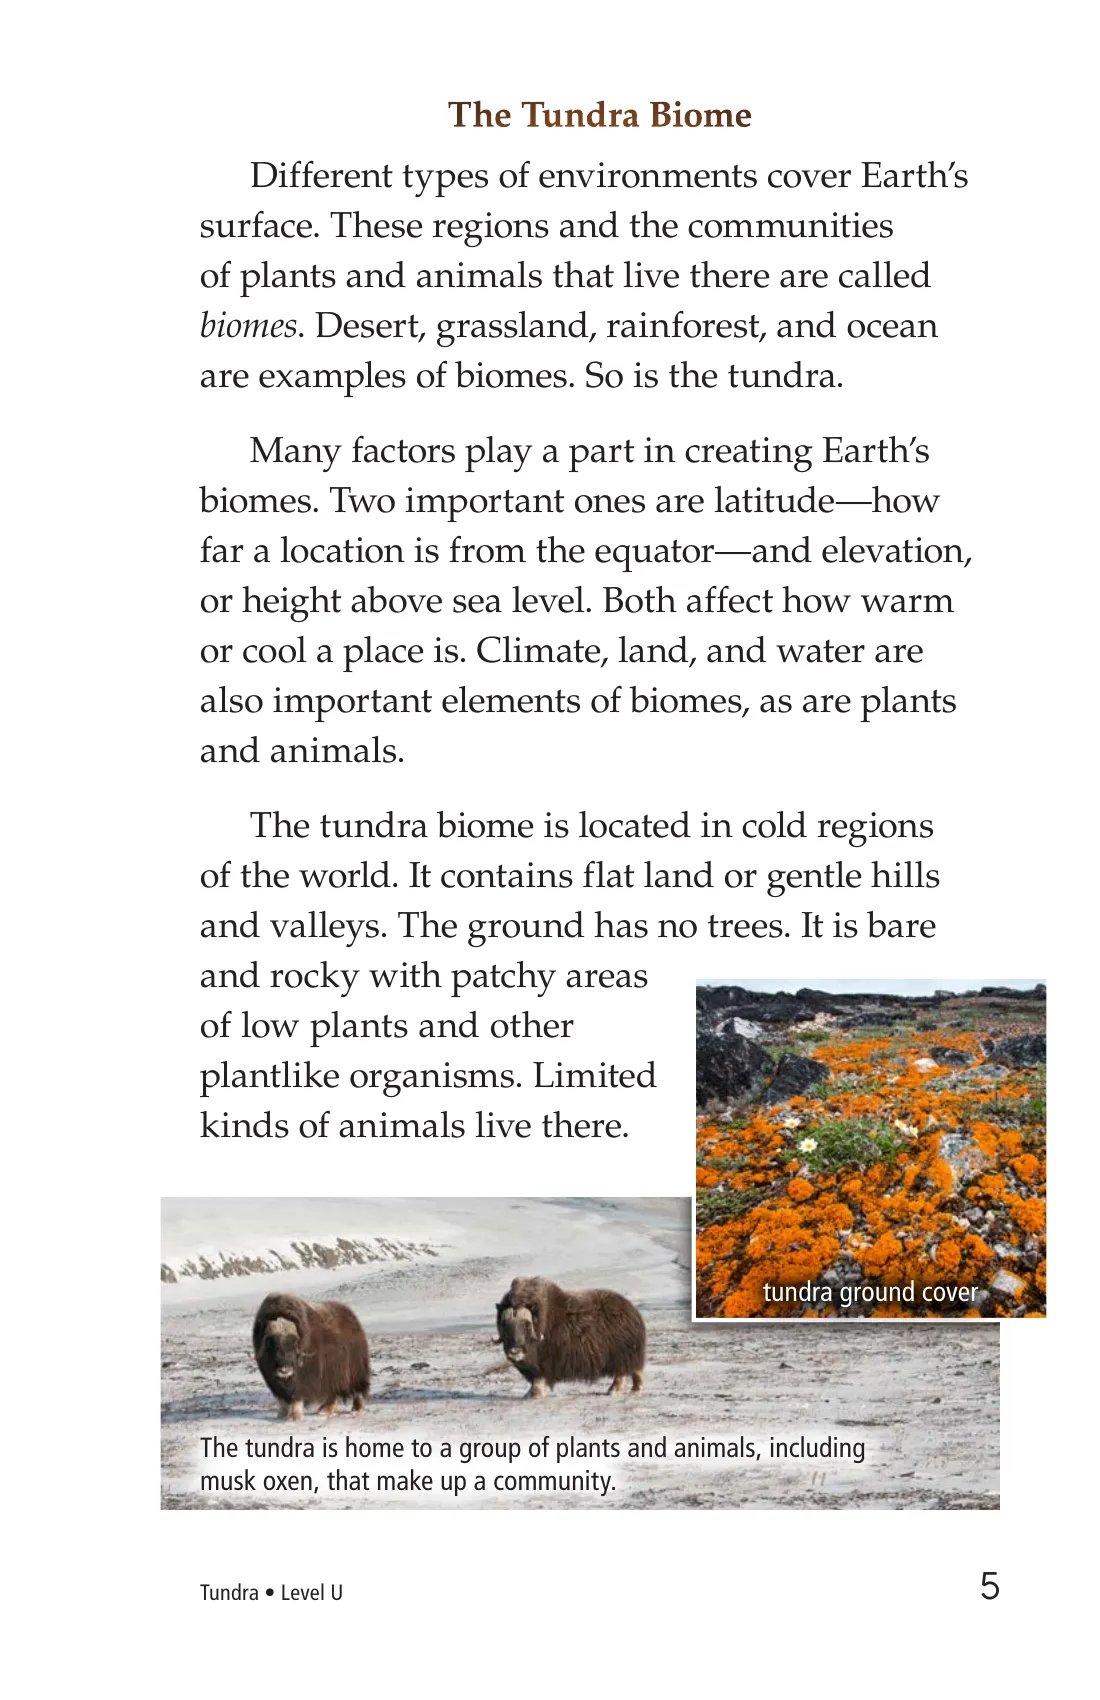 The Tundra Biome
Different types of environments cover Earth’s
surface. These regions and the communities
of plants and animals that live there are called
biomes. Desert, grassland, rainforest, and ocean
are examples of biomes. So is the tundra.
Many factors play a part in creating Earth’s
biomes. Two important ones are latitude—how
far a location is from the equator—and elevation,
or height above sea level. Both affect how warm
or cool a place is. Climate, land, and water are
also important elements of biomes, as are plants
and animals.
The tundra biome is located in cold regions
of the world. It contains flat land or gentle hills
and valleys. The ground has no trees. It is bare
and rocky with patchy areas
of low plants and other
plantlike organisms. Limited
kinds of animals live there.
tundra ground cover
The tundra is home to a group of plants and animals, including
musk oxen, that make up a community.
Tundra • Level U
5